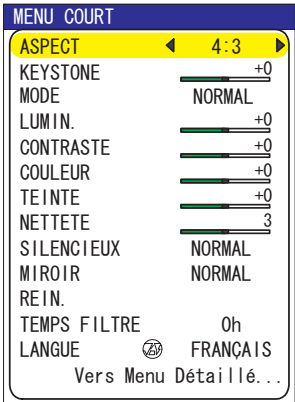 MENU COURT
ASPECT 4:3
KEYSTONE +0
MODE NORMAL
LUMIN. +0
CONTRASTE +0
COULEUR +0
TEINTE +0
NETTETE 3
SILENCIEUX NORMAL
MIROIR NORMAL
REIN.
TEMPS FILTRE 0h
LANGUE FRANÇAIS
Vers Menu Détaillé...